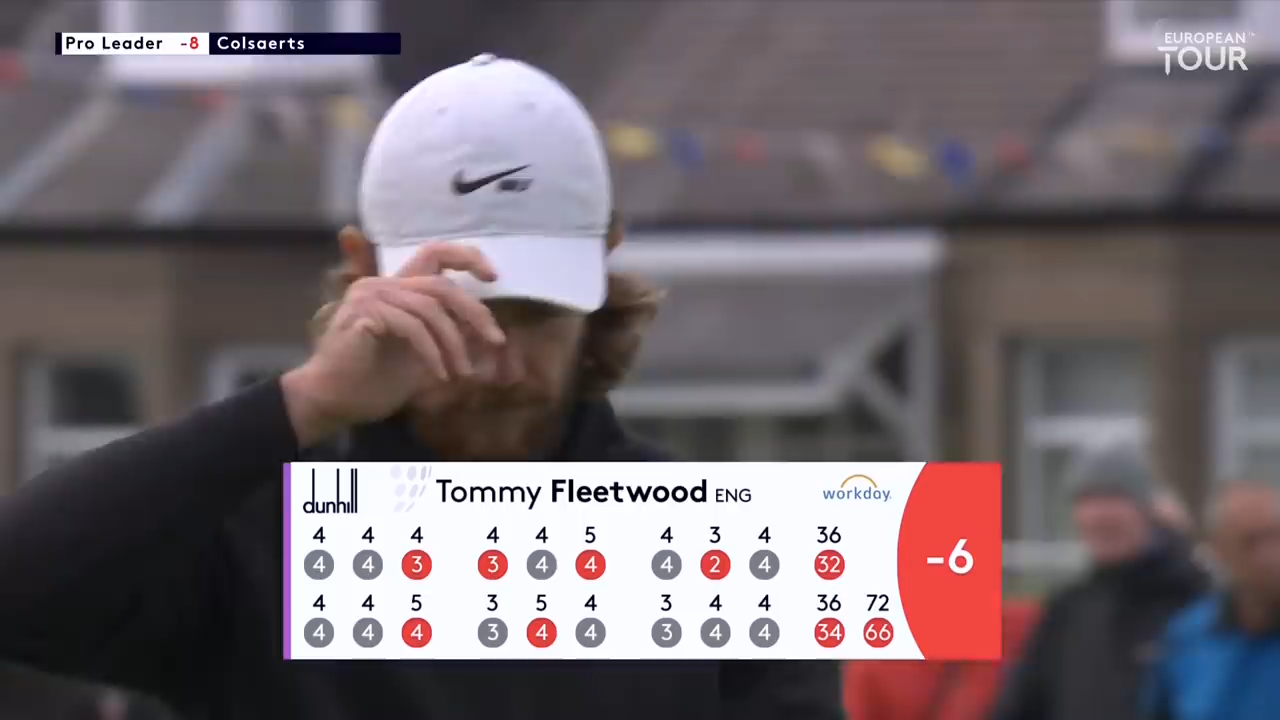 Pro Leader -8 Colsaerts
EUROPEAN
TOUR
dunhill
Tommy Fleetwood ENG
workday.
4 4 4 4 4 5 4 3 4 36
4 4 3 3 4 4 4 2 4 32
-6
4 4 5 3 5 4 3 4 4 36 72
4 4 4 3 4 4 3 4 4 34 66